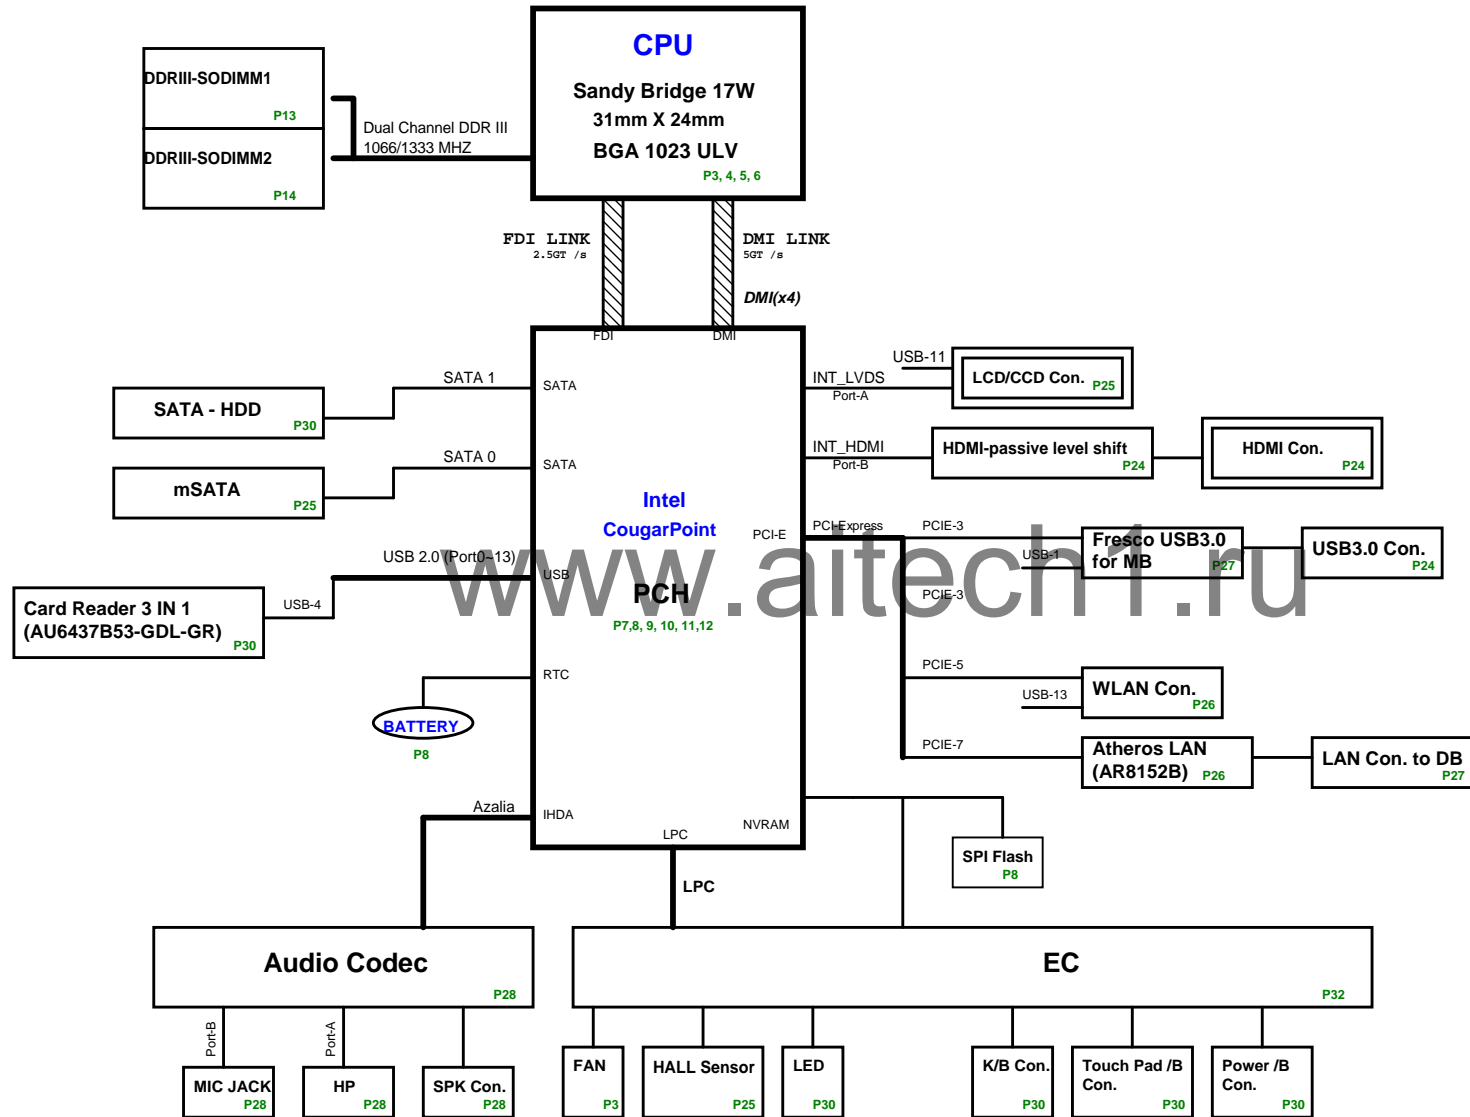 CPU
Sandy Bridge 17W
31mm X 24mm
BGA 1023 ULV
P3, 4, 5, 6
DDRIII-SODIMM1
P13
DDRIII-SODIMM2
P14
Dual Channel DDR III
1066/1333 MHZ
FDI LINK
2.5GT /s
DMI LINK
5GT /s
DMI(x4)
FDI
DMI
SATA 1
SATA
SATA - HDD
P30
SATA 0
SATA
mSATA
P25
USB 2.0 (Port0~13)
USB
USB-4
Card Reader 3 IN 1
(AU6437B53-GDL-GR)
P30
RTC
BATTERY
P8
Azalia
IHDA
Intel
CougarPoint
PCH
P7,8, 9, 10, 11,12
PCI-E
LPC
NVRAM
USB-11
INT_LVDS
Port-A
LCD/CCD Con.
P25
INT_HDMI
Port-B
HDMI-passive level shift
P24
HDMI Con.
P24
PCI-Express
PCIE-3
USB-1
Fresco USB3.0
for MB
P27
USB3.0 Con.
P24
PCIE-3
www.aitech1.ru
PCIE-5
USB-13
WLAN Con.
P26
PCIE-7
Atheros LAN
(AR8152B)
P26
LAN Con. to DB
P27
SPI Flash
P8
LPC
Audio Codec
P28
Port-B
Port-A
MIC JACK
P28
HP
P28
SPK Con.
P28
EC
P32
FAN
P3
HALL Sensor
P25
LED
P30
K/B Con.
P30
Touch Pad /B
Con.
P30
Power /B
Con.
P30